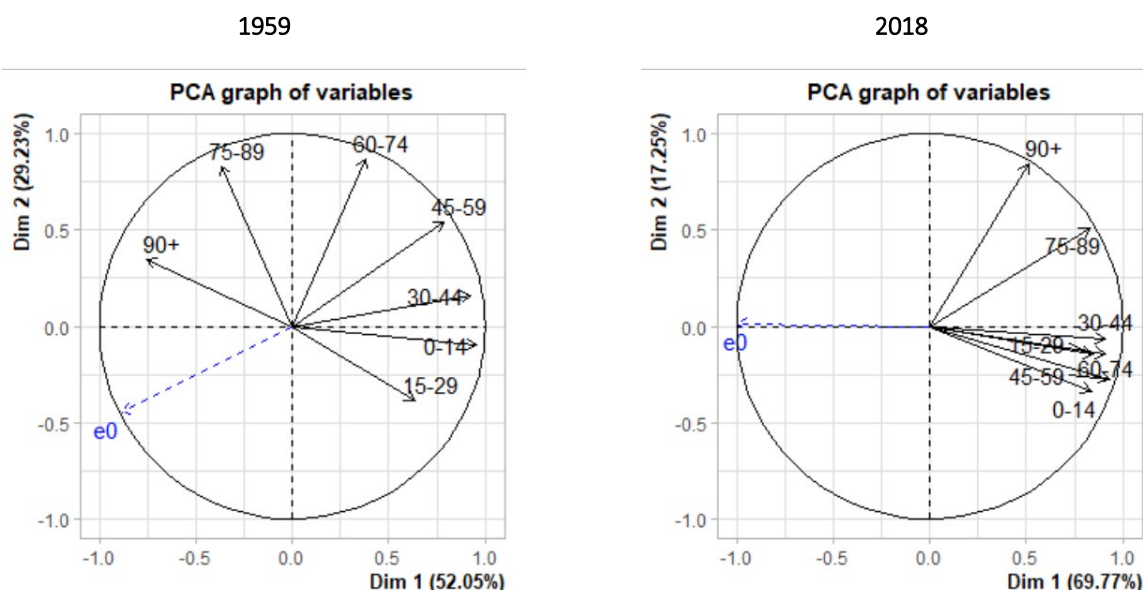 1959
2018
PCA graph of variables
Dim 2 (29.23%)
1.0
0.5
0.0
-0.5
-1.0
75-89
60-74
45-59
90+
30-44
0-14
15-29
e0
-1.0 -0.5 0.0 0.5 1.0
Dim 1 (52.05%)
PCA graph of variables
Dim 2 (17.25%)
1.0
0.5
0.0
-0.5
-1.0
90+
75-89
30-44
15-29
e0
60-74
45-59
0-14
-1.0 -0.5 0.0 0.5 1.0
Dim 1 (69.77%)